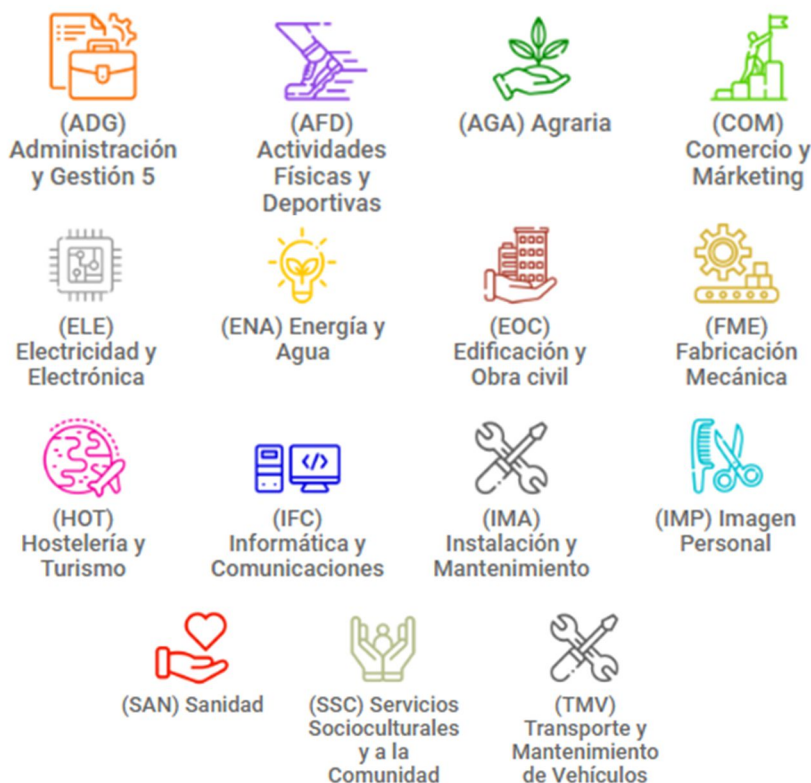 (ADG)
Administración
y Gestión 5
(AFD)
Actividades
Físicas y
Deportivas
(AGA) Agraria
(COM)
Comercio y
Márketing
(ELE)
Electricidad y
Electrónica
(ENA) Energía y
Agua
(EOC)
Edificación y
Obra civil
(FME)
Fabricación
Mecánica
(HOT)
Hostelería y
Turismo
(IFC)
Informática y
Comunicaciones
(IMA)
Instalación y
Mantenimiento
(IMP) Imagen
Personal
(SAN) Sanidad
(SSC) Servicios
Socioculturales
y a la
Comunidad
(TMV)
Transporte y
Mantenimiento
de Vehículos